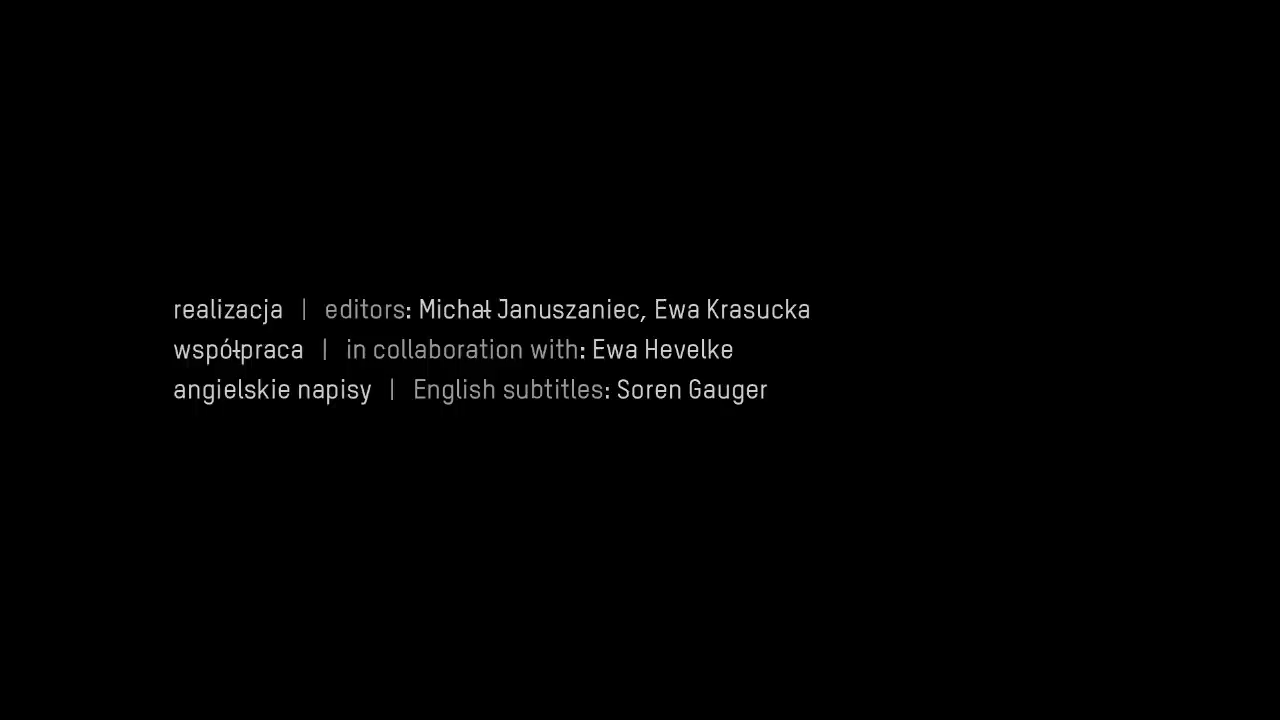 realizacja | editors: Michał Januszaniec, Ewa Krasucka
współpraca | in collaboration with: Ewa Hevelke
angielskie napisy | English subtitles: Soren Gauger